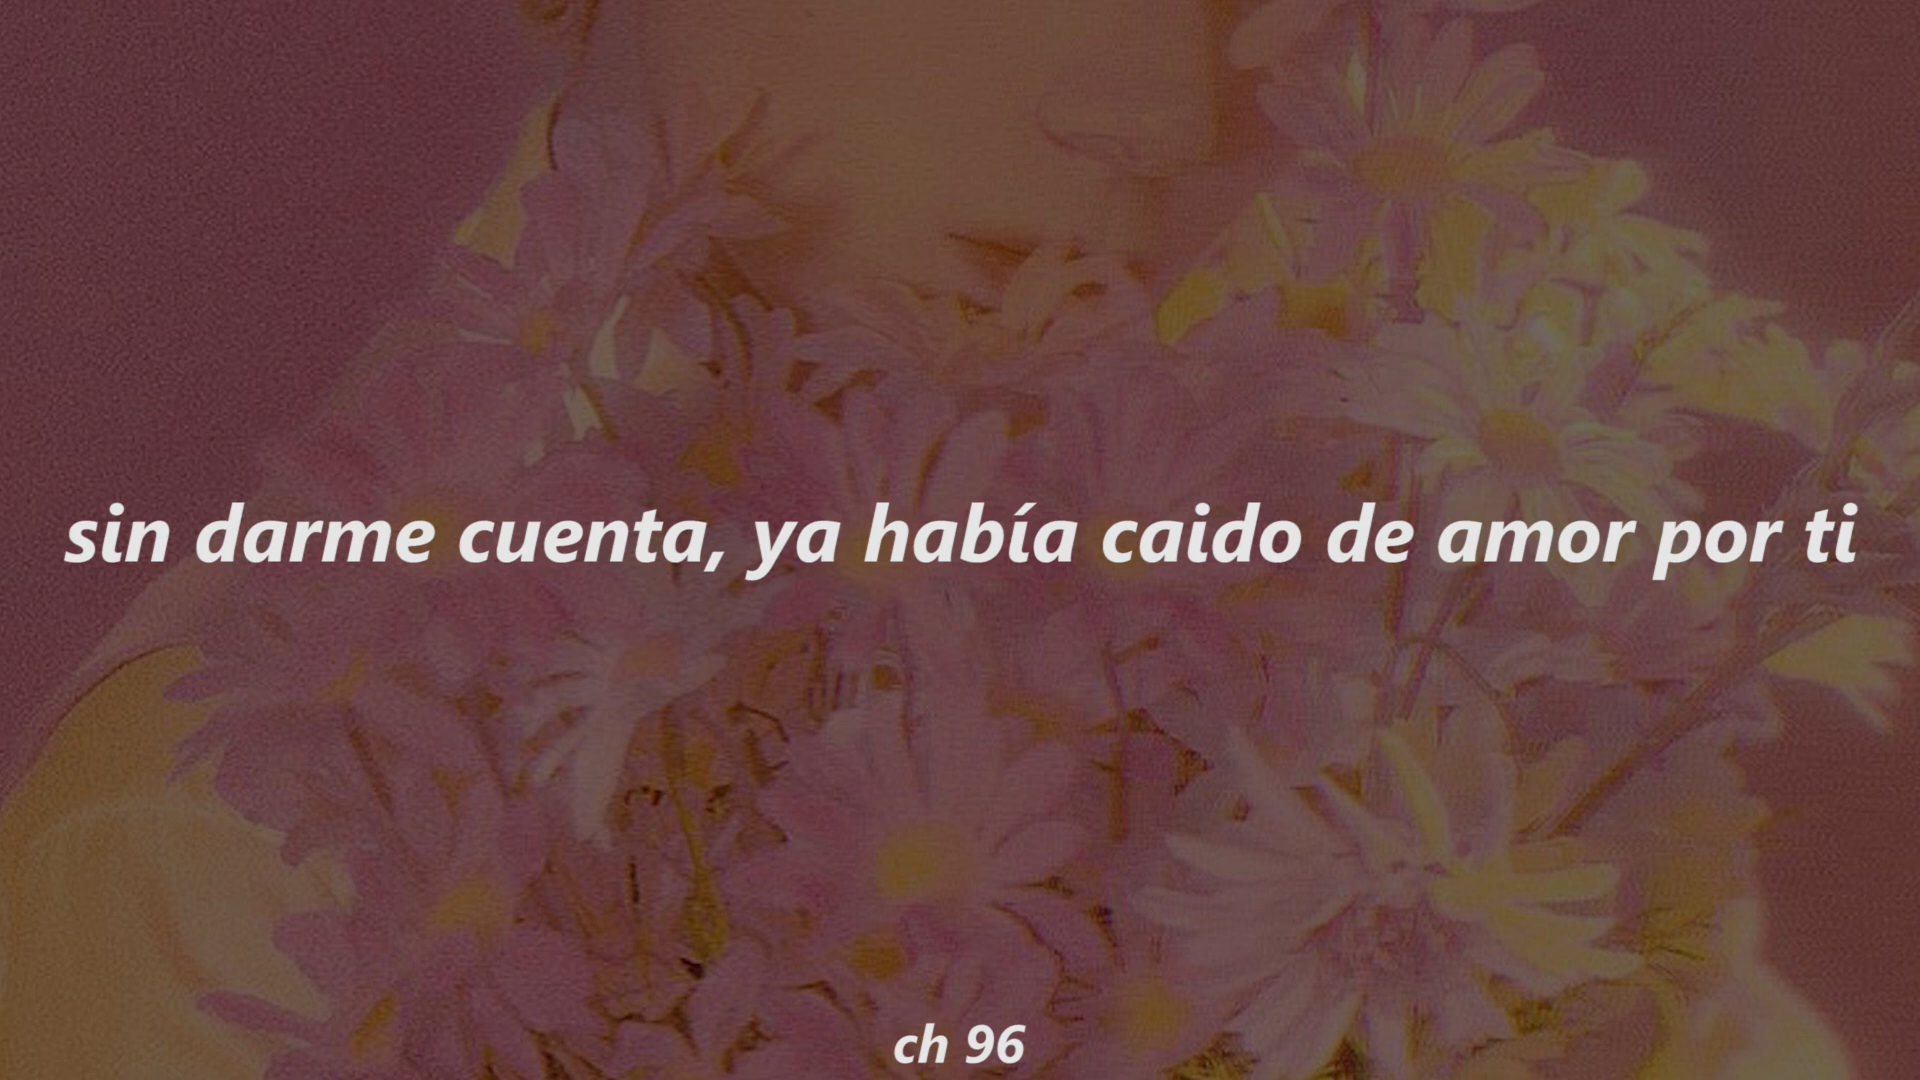 sin darme cuenta, ya había caido de amor por ti
ch 96